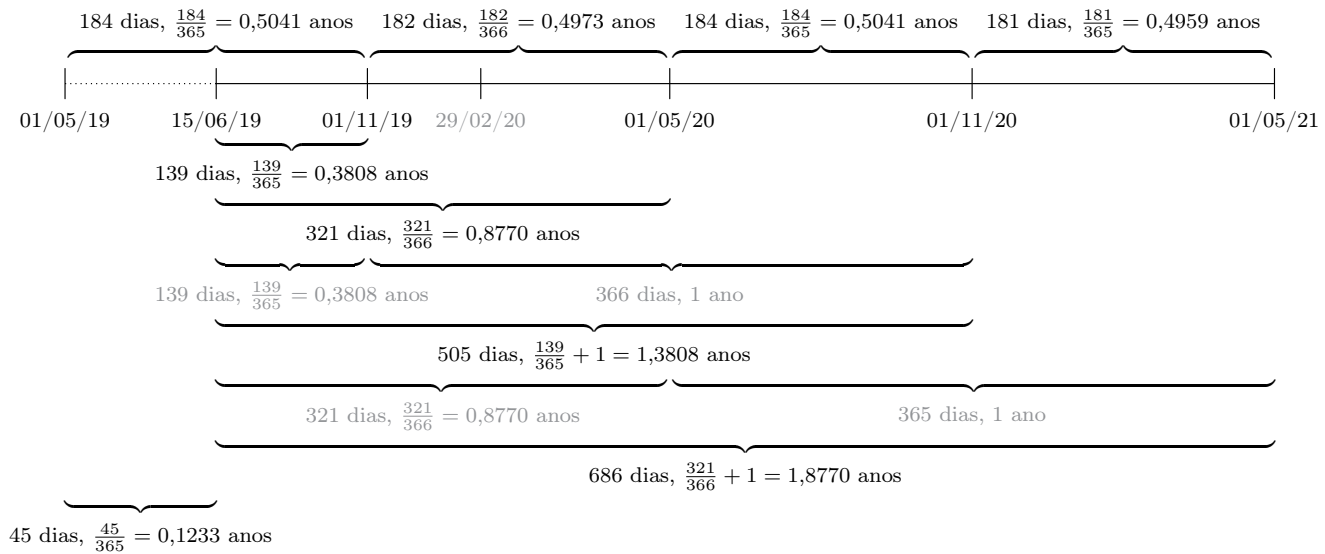 184 dias, 184/365 = 0,5041 anos 182 dias, 182/366 = 0,4973 anos 184 dias, 184/365 = 0,5041 anos 181 dias, 181/365 = 0,4959 anos
01/05/19 15/06/19 01/11/19 29/02/20 01/05/20 01/11/20 01/05/21
139 dias, 139/365 = 0,3808 anos
321 dias, 321/366 = 0,8770 anos
139 dias, 139/365 = 0,3808 anos 366 dias, 1 ano
505 dias, 139/365 + 1 = 1,3808 anos
321 dias, 321/366 = 0,8770 anos 365 dias, 1 ano
686 dias, 321/366 + 1 = 1,8770 anos
45 dias, 45/365 = 0,1233 anos